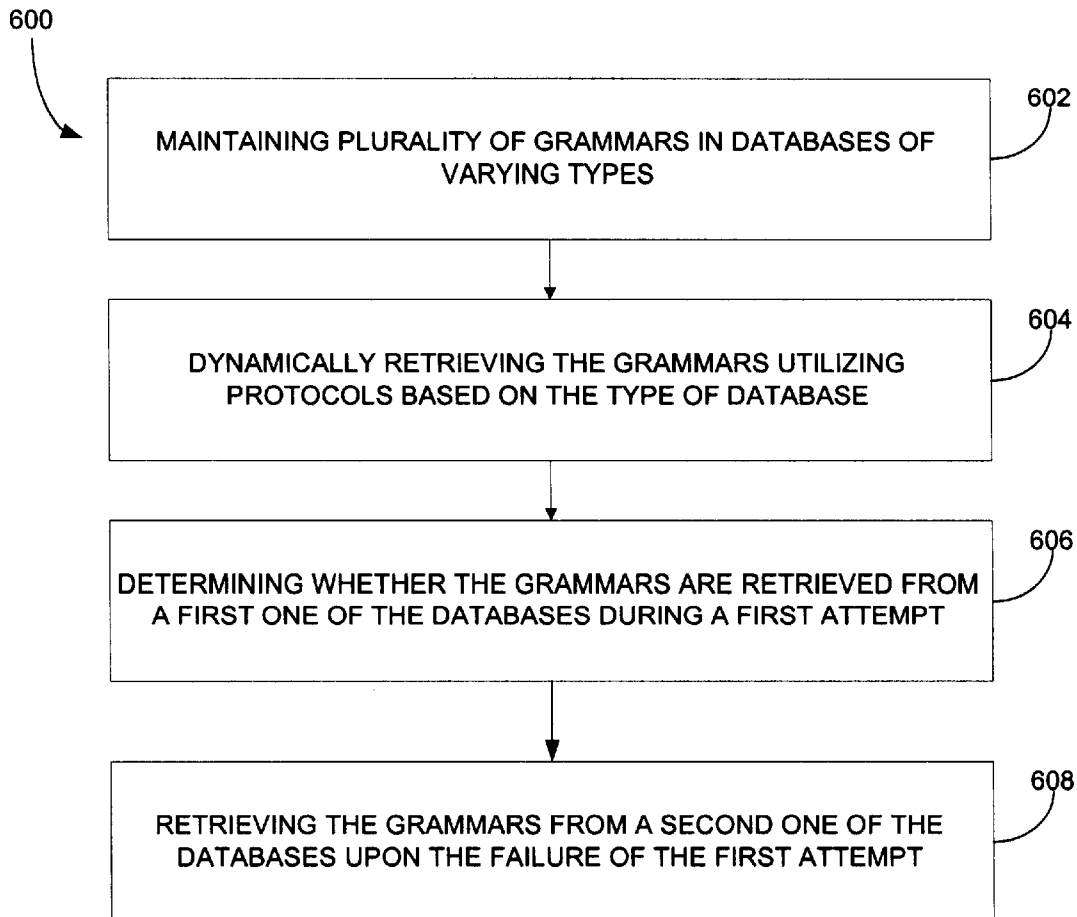 600
602
MAINTAINING PLURALITY OF GRAMMARS IN DATABASES OF
VARYING TYPES
604
DYNAMICALLY RETRIEVING THE GRAMMARS UTILIZING
PROTOCOLS BASED ON THE TYPE OF DATABASE
606
DETERMINING WHETHER THE GRAMMARS ARE RETRIEVED FROM
A FIRST ONE OF THE DATABASES DURING A FIRST ATTEMPT
608
RETRIEVING THE GRAMMARS FROM A SECOND ONE OF THE
DATABASES UPON THE FAILURE OF THE FIRST ATTEMPT